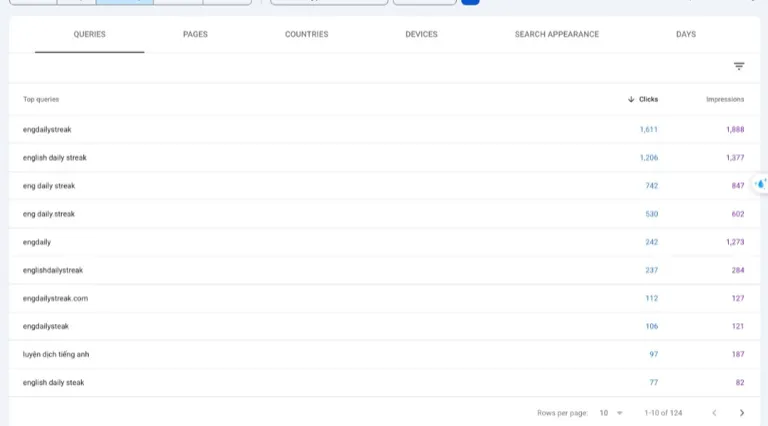 QUERIES PAGES COUNTRIES DEVICES SEARCH APPEARANCE DAYS
Top queries Clicks Impressions
engdailystreak 1,611 1,888
english daily streak 1,206 1,377
eng daily streak 742 847
eng daily streak 530 602
engdaily 242 1,273
englishdailystreak 237 284
engdailystreak.com 112 127
engdailysteak 106 121
luyện dịch tiếng anh 97 187
english daily steak 77 82
Rows per page: 10 1-10 of 124